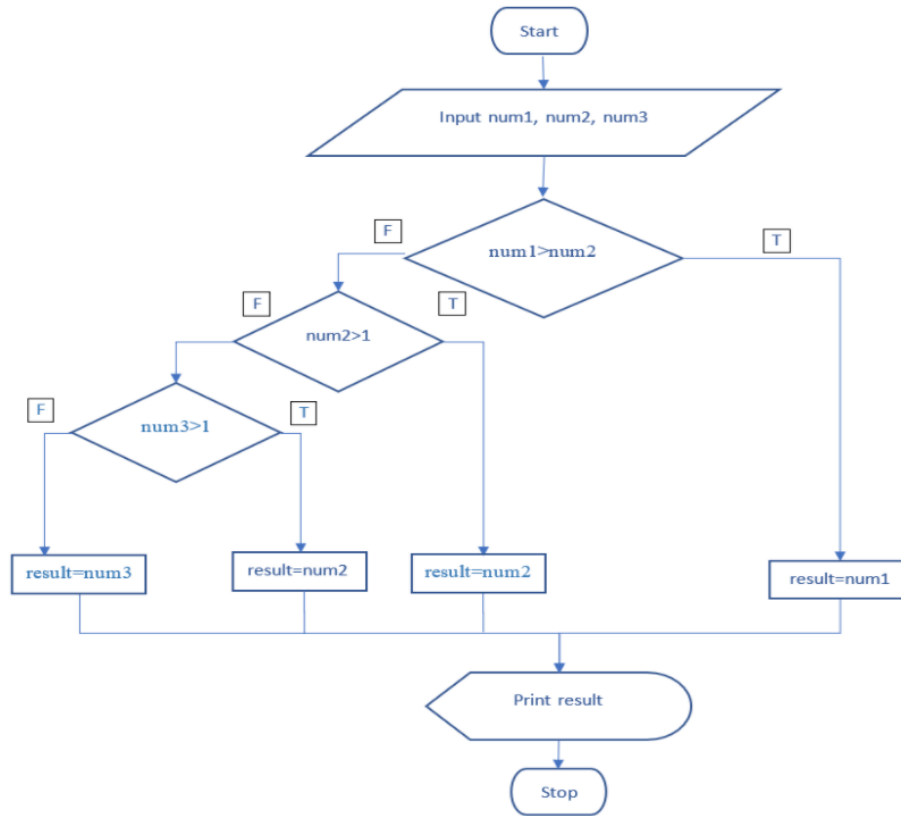 Start
Input num1, num2, num3
F
num1>num2
T
F
num2>1
T
F
num3>1
T
result=num3
result=num2
result=num2
result=num1
Print result
Stop